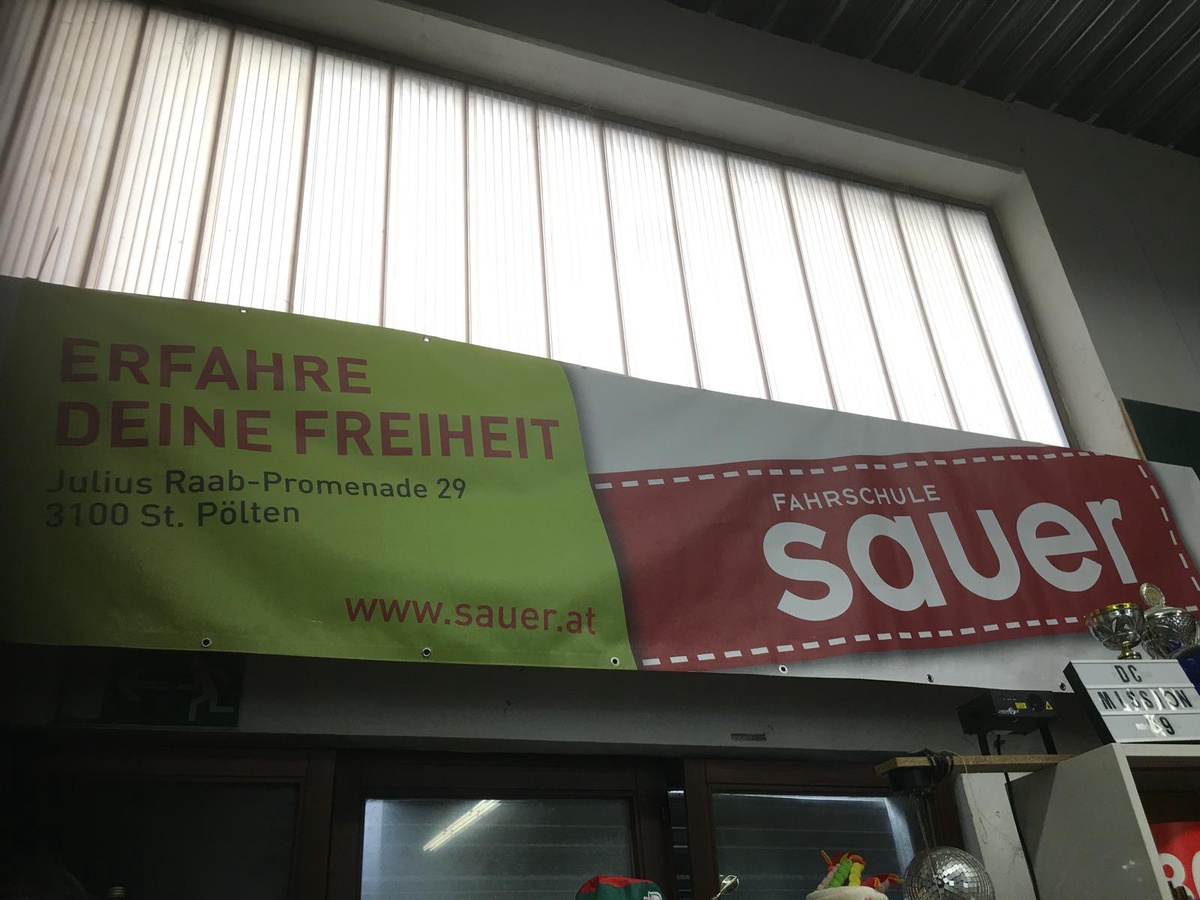 ERFAHRE
DEINE FREIHEIT
Julius Raab-Promenade 29
3100 St. Pölten
www.sauer.at
FAHRSCHULE
sauer
DC
MISSION